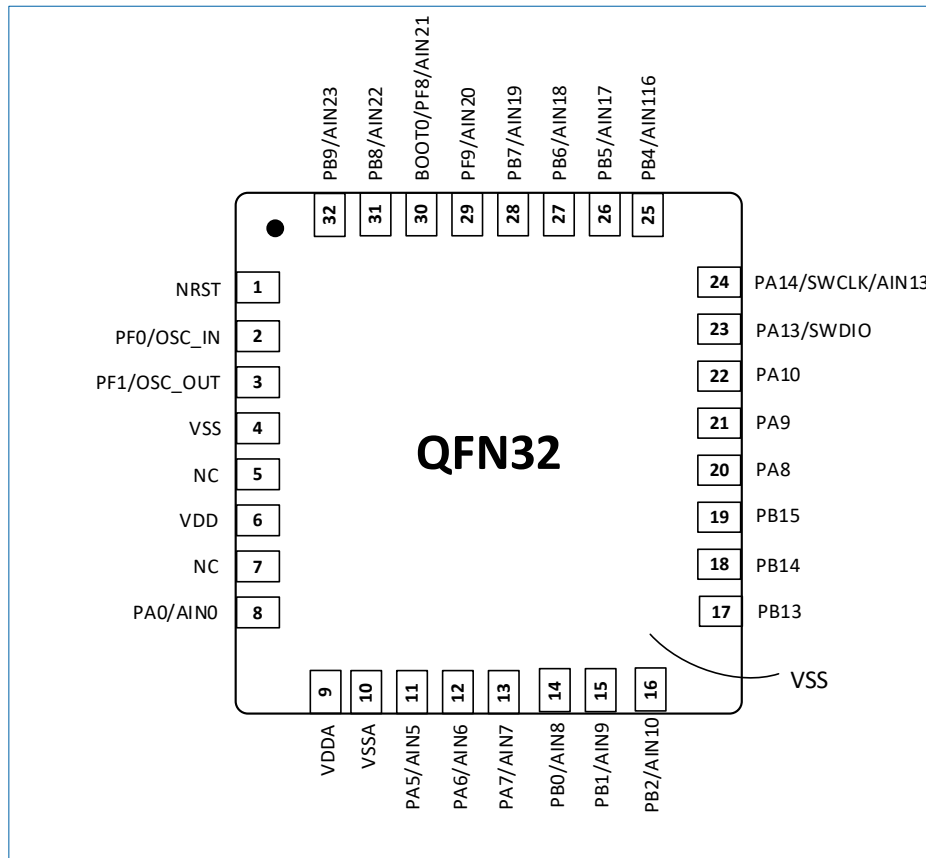 PB9/AIN23
PB8/AIN22
BOOT0/PF8/AIN21
PF9/AIN20
PB7/AIN19
PB6/AIN18
PB5/AIN17
PB4/AIN116
32
31
30
29
28
27
26
25
NRST 1
PF0/OSC_IN 2
PF1/OSC_OUT 3
VSS 4
NC 5
VDD 6
NC 7
PA0/AIN0 8
QFN32
24 PA14/SWCLK/AIN13
23 PA13/SWDIO
22 PA10
21 PA9
20 PA8
19 PB15
18 PB14
17 PB13
VSS
9
10
11
12
13
14
15
16
VDDA
VSSA
PA5/AIN5
PA6/AIN6
PA7/AIN7
PB0/AIN8
PB1/AIN9
PB2/AIN10